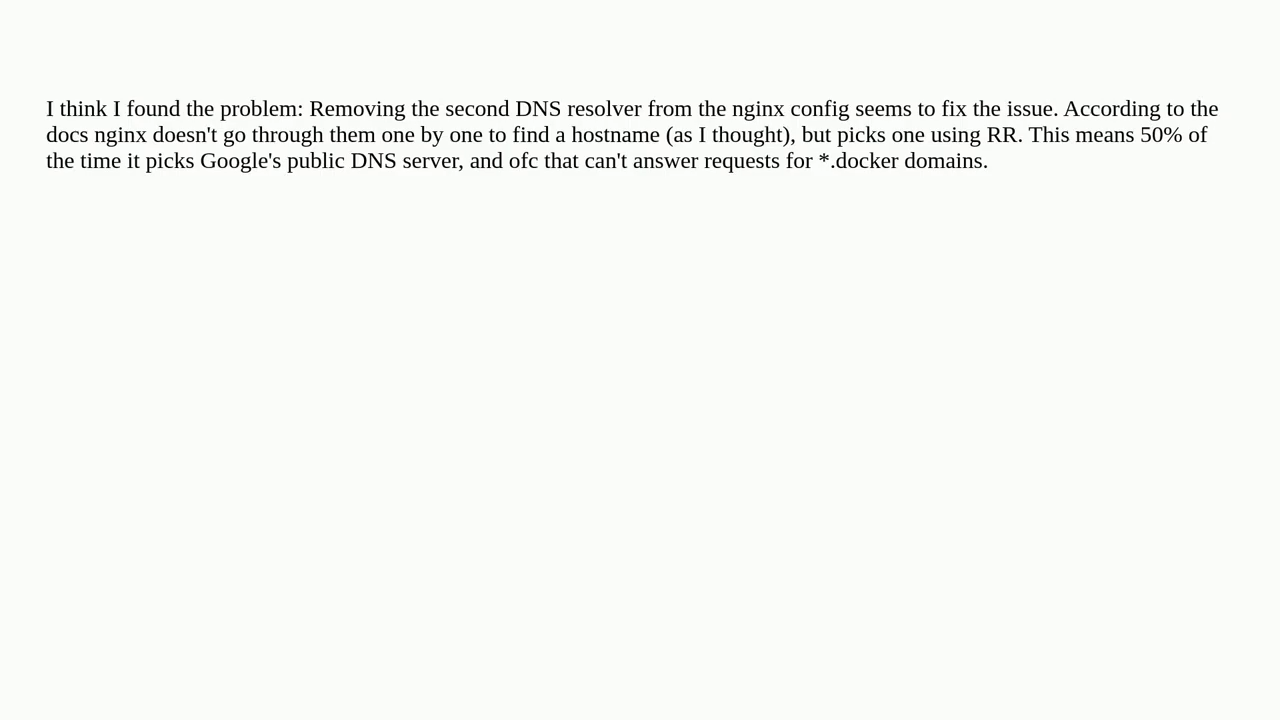 I think I found the problem: Removing the second DNS resolver from the nginx config seems to fix the issue. According to the
docs nginx doesn't go through them one by one to find a hostname (as I thought), but picks one using RR. This means 50% of
the time it picks Google's public DNS server, and ofc that can't answer requests for *.docker domains.